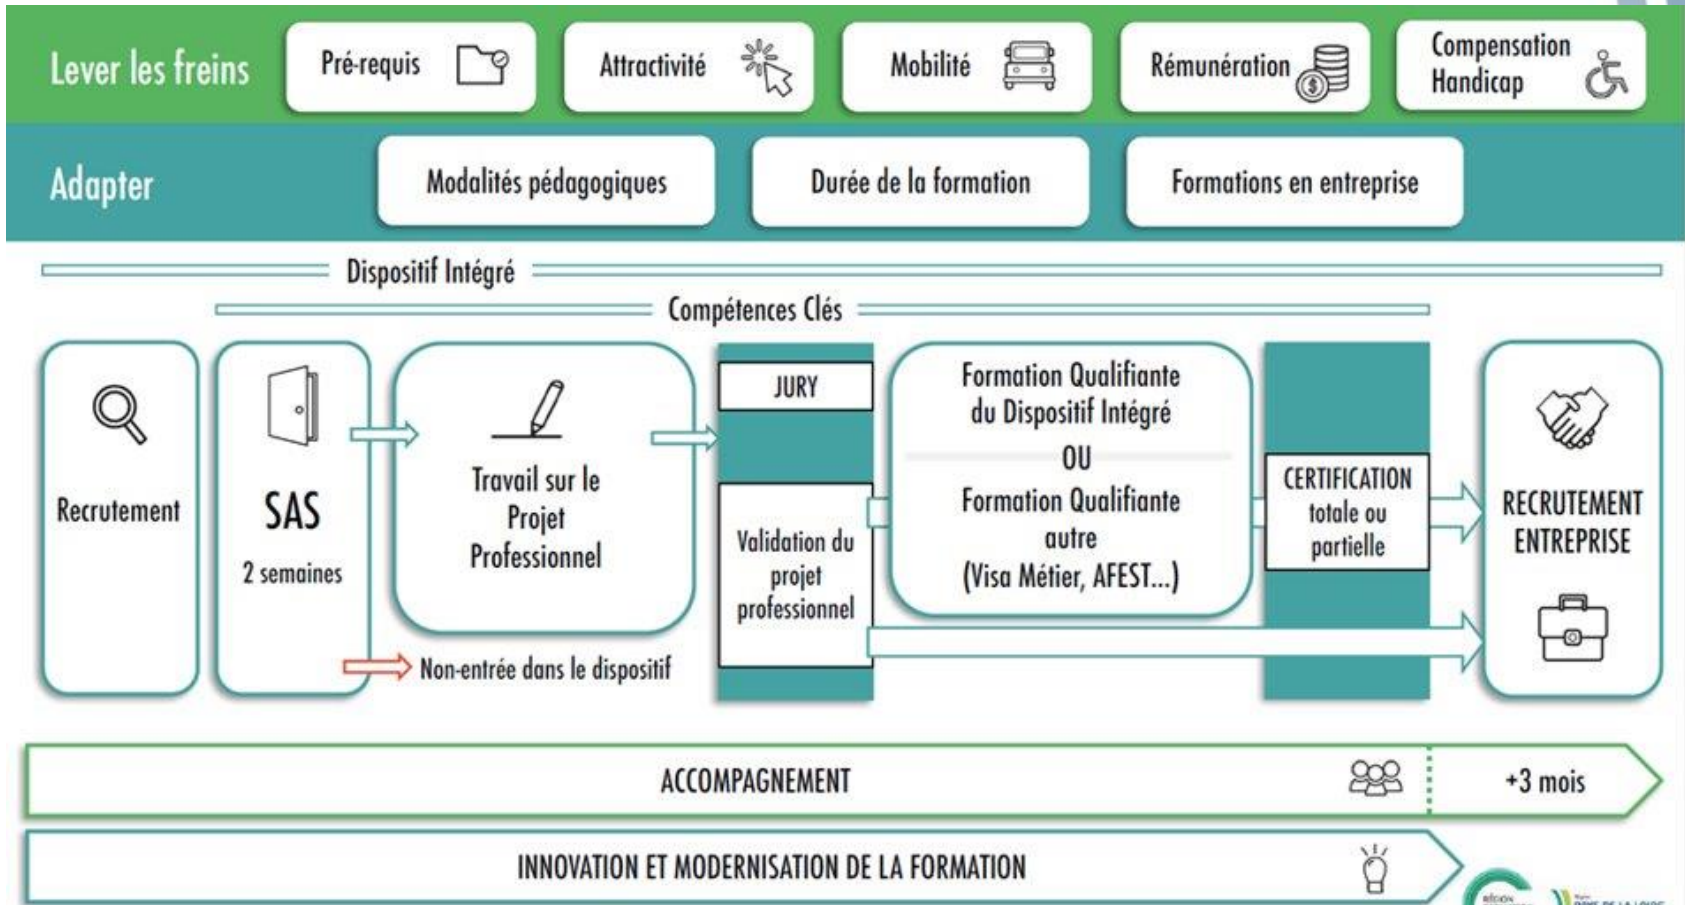 Lever les freins
Pré-requis
Attractivité
Mobilité
Rémunération
Compensation
Handicap
Adapter
Modalités pédagogiques
Durée de la formation
Formations en entreprise
Dispositif Intégré
Compétences Clés
Recrutement
SAS
2 semaines
Travail sur le
Projet
Professionnel
Non-entrée dans le dispositif
JURY
Validation du
projet
professionnel
Formation Qualifiante
du Dispositif Intégré
OU
Formation Qualifiante
autre
(Visa Métier, AFEST...)
CERTIFICATION
totale ou
partielle
RECRUTEMENT
ENTREPRISE
ACCOMPAGNEMENT
+3 mois
INNOVATION ET MODERNISATION DE LA FORMATION
RÉGION